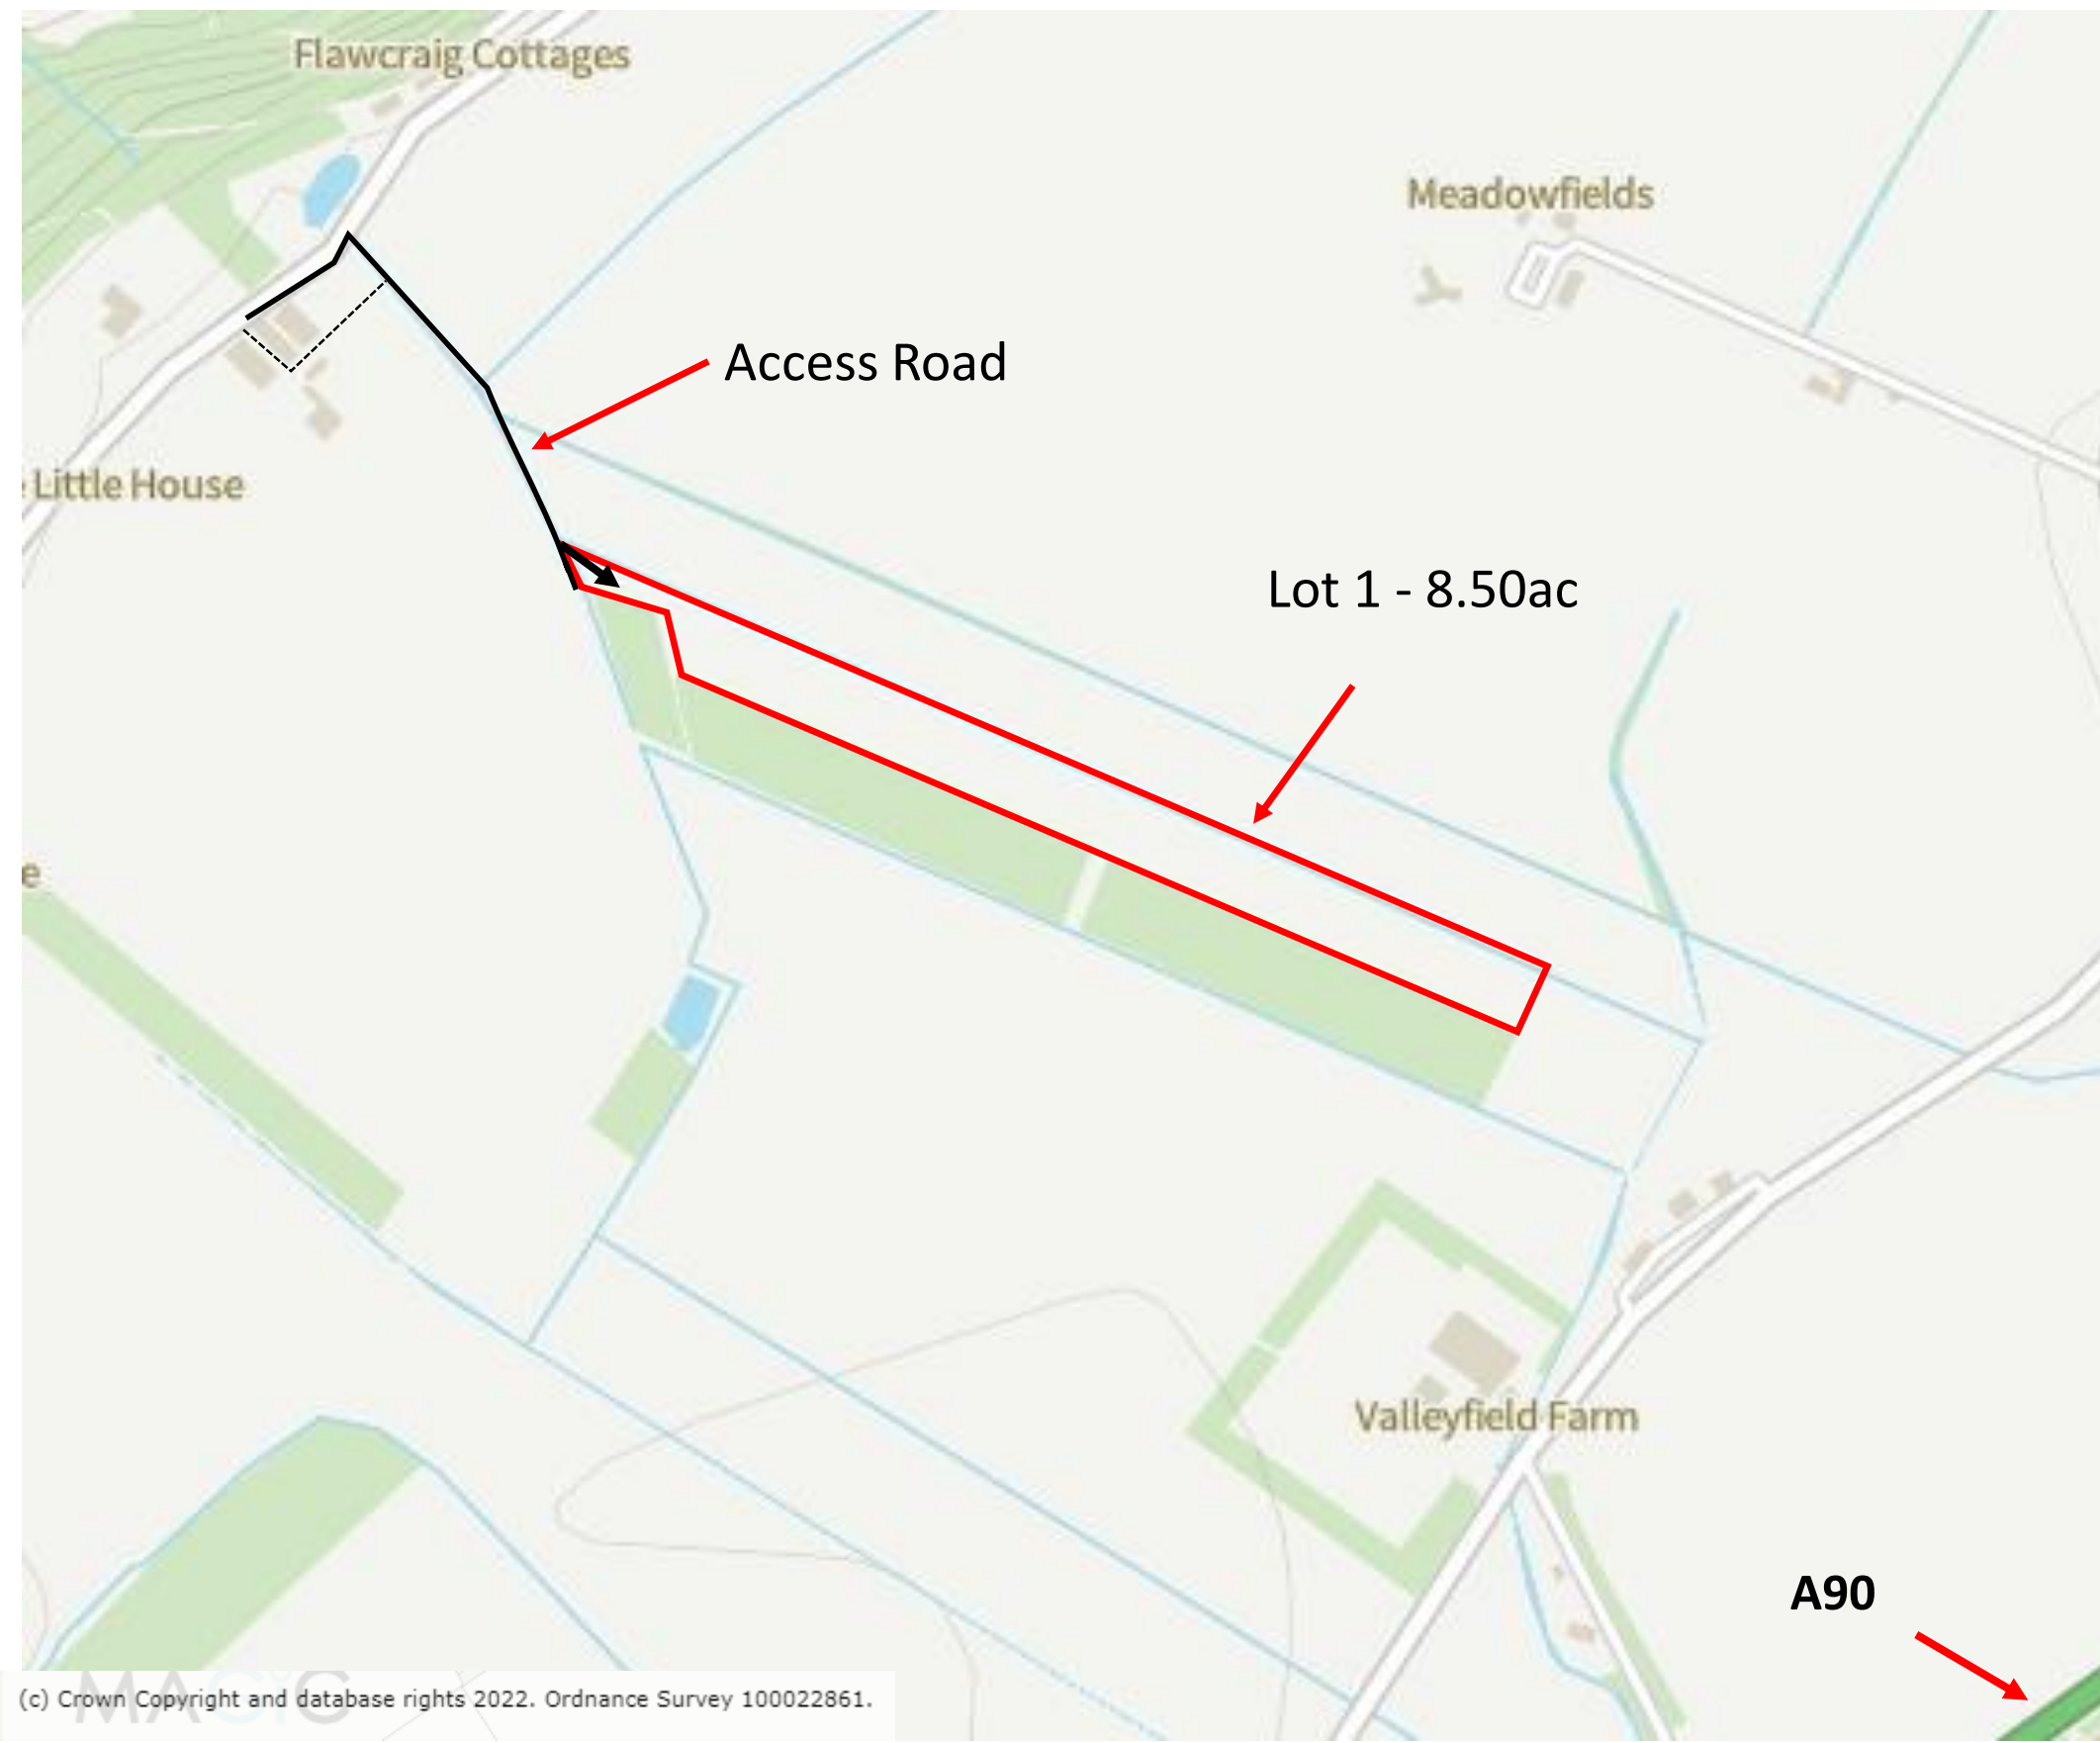 Flawcraig Cottages
Meadowfields
Access Road
Little House
Lot 1 - 8.50ac
e
Valleyfield Farm
A90
MAGIC
(c) Crown Copyright and database rights 2022. Ordnance Survey 100022861.